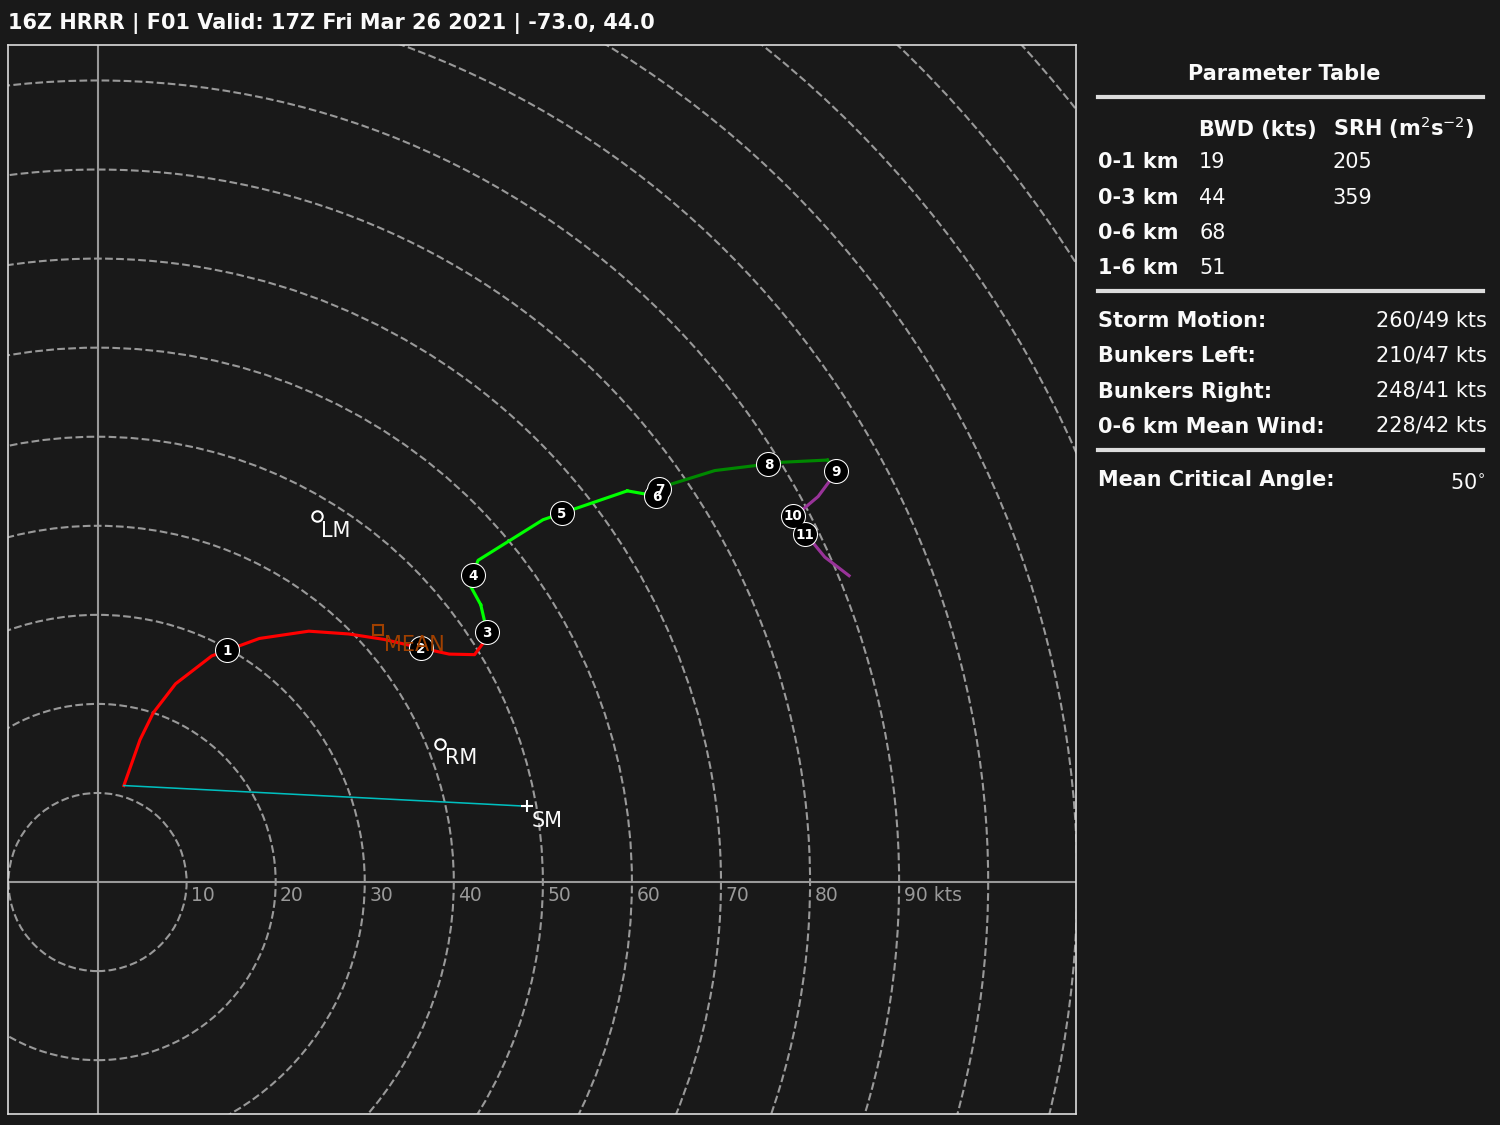 16Z HRRR | F01 Valid: 17Z Fri Mar 26 2021 | -73.0, 44.0
Parameter Table
BWD (kts) SRH (m²s⁻²)
0-1 km 19 205
0-3 km 44 359
0-6 km 68
1-6 km 51
Storm Motion: 260/49 kts
Bunkers Left: 210/47 kts
Bunkers Right: 248/41 kts
0-6 km Mean Wind: 228/42 kts
Mean Critical Angle: 50°
8
9
7
6
5
10
LM
11
4
3
MEAN
2
1
RM
SM
10 20 30 40 50 60 70 80 90 kts